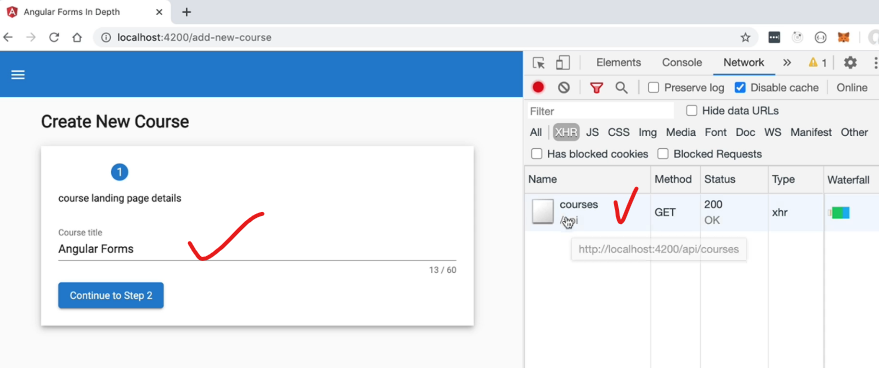 Angular Forms In Depth
localhost:4200/add-new-course
Create New Course
1
course landing page details
Course title
Angular Forms
13 / 60
Continue to Step 2
Elements Console Network 1
Preserve log Disable cache Online
Filter Hide data URLs
All XHR JS CSS Img Media Font Doc WS Manifest Other
Has blocked cookies Blocked Requests
Name Method Status Type Waterfall
courses GET 200 xhr
OK
http://localhost:4200/api/courses